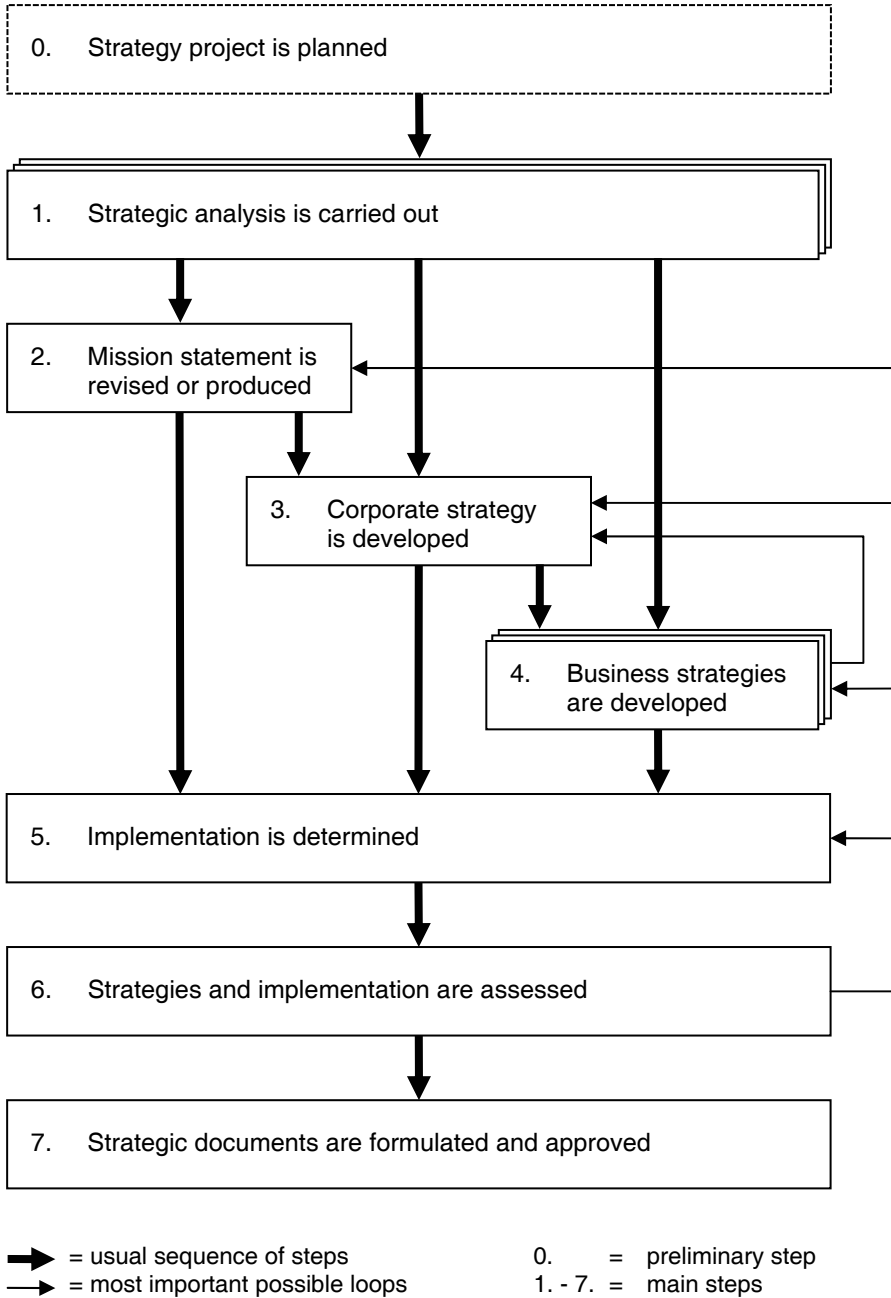 0. Strategy project is planned
1. Strategic analysis is carried out
2. Mission statement is
revised or produced
3. Corporate strategy
is developed
4. Business strategies
are developed
5. Implementation is determined
6. Strategies and implementation are assessed
7. Strategic documents are formulated and approved
= usual sequence of steps
0. = preliminary step
= most important possible loops
1. - 7. = main steps